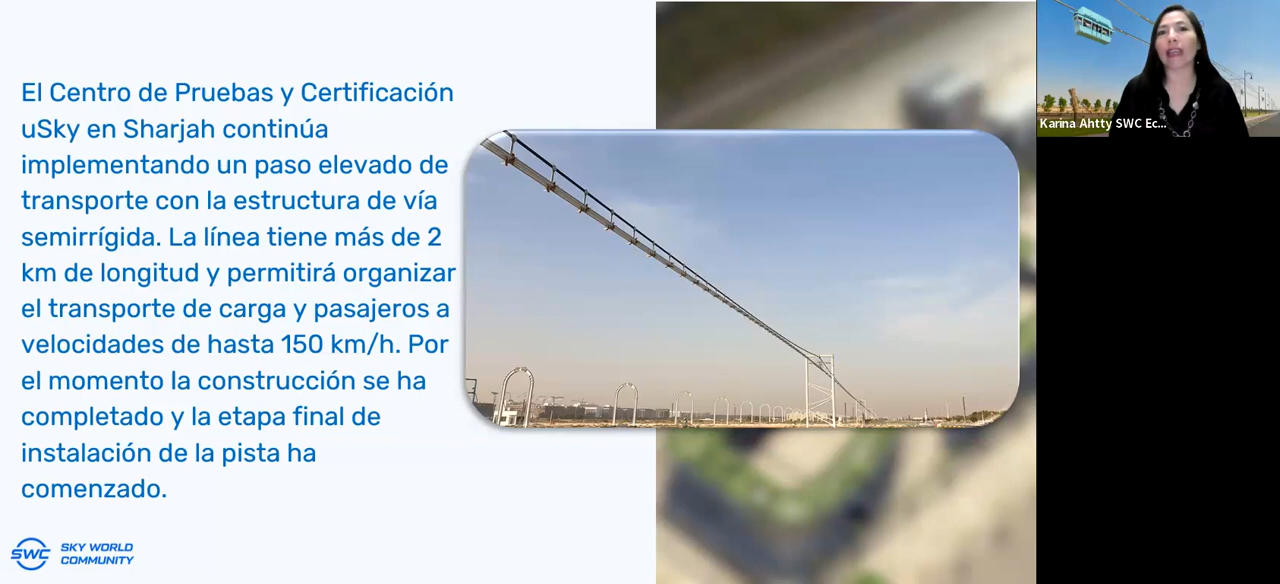 El Centro de Pruebas y Certificación
uSky en Sharjah continúa
implementando un paso elevado de
transporte con la estructura de vía
semirrígida. La línea tiene más de 2
km de longitud y permitirá organizar
el transporte de carga y pasajeros a
velocidades de hasta 150 km/h. Por
el momento la construcción se ha
completado y la etapa final de
instalación de la pista ha
comenzado.
SWC SKY WORLD
COMMUNITY
Karina Ahtty SWC Ec...